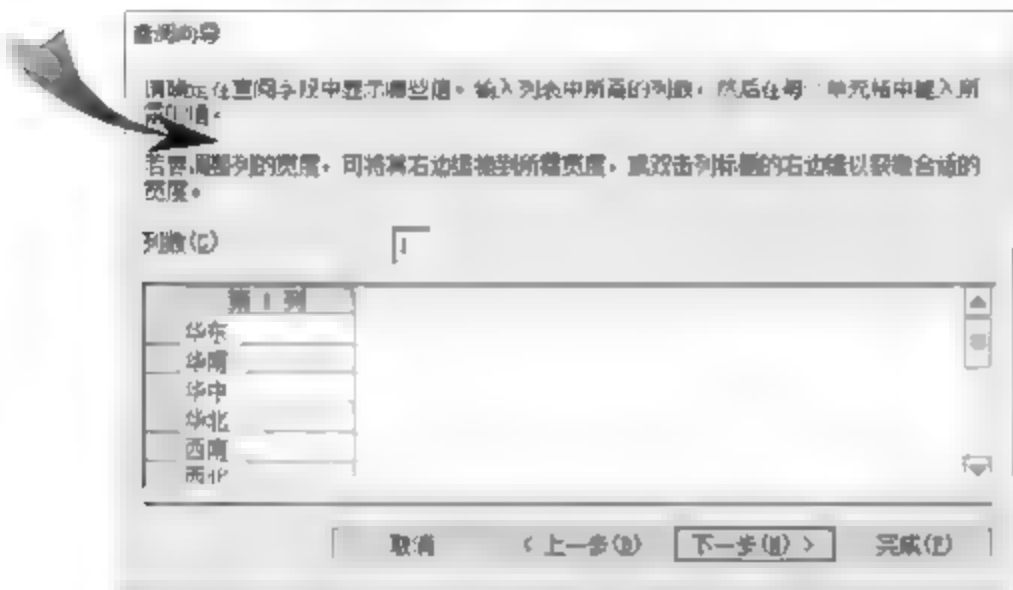 查阅向导
请确定在查阅字段中显示哪些值。输入列表中所需的列数,然后在每一单元格中键入所
需的值。
若要调整列的宽度,可将其右边缘拖到所需宽度,或双击列标题的右边缘以获取合适的
宽度。
列数(C)
1
第 1 列
华东
华南
华中
华北
西南
西北
取消 < 上一步(B) 下一步(N) > 完成(F)